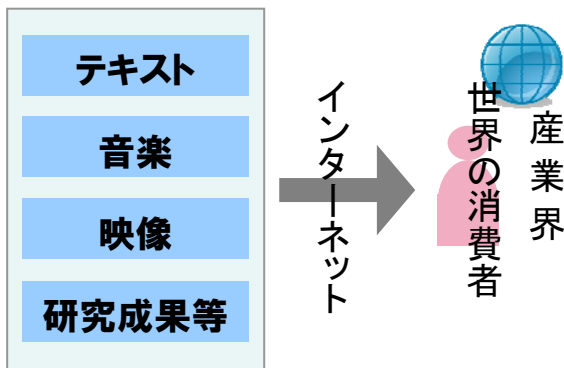 テキスト
音楽
映像
研究成果等
インターネット
世界の消費者
産業界